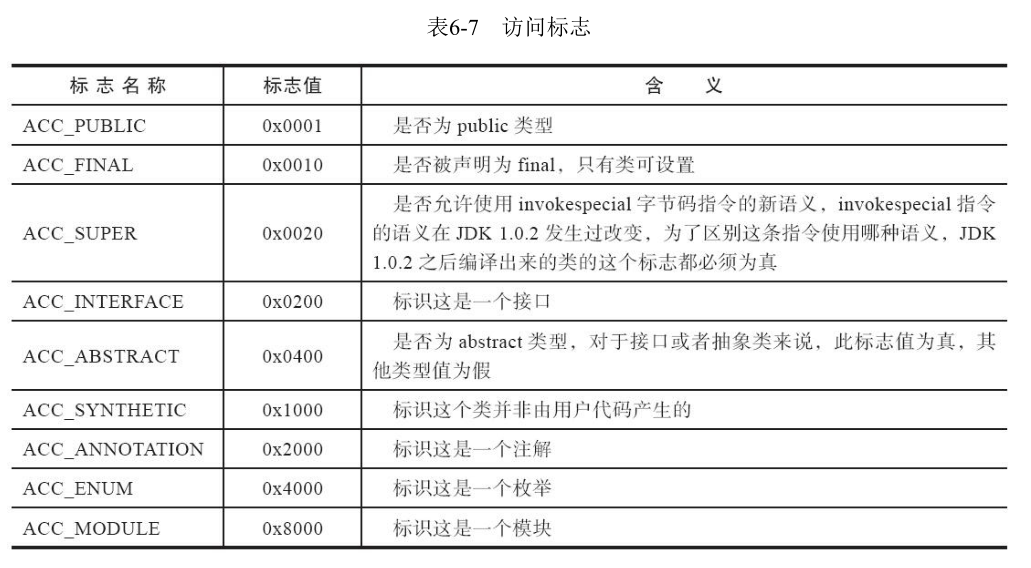 表6-7 访问标志
标志名称 标志值 含 义
ACC_PUBLIC 0x0001 是否为 public 类型
ACC_FINAL 0x0010 是否被声明为 final，只有类可设置
是否允许使用 invokespecial 字节码指令的新语义，invokespecial 指令
ACC_SUPER 0x0020 的语义在 JDK 1.0.2 发生过改变，为了区别这条指令使用哪种语义，JDK
1.0.2 之后编译出来的类的这个标志都必须为真
ACC_INTERFACE 0x0200 标识这是一个接口
ACC_ABSTRACT 0x0400 是否为 abstract 类型，对于接口或者抽象类来说，此标志值为真，其
他类型值为假
ACC_SYNTHETIC 0x1000 标识这个类并非由用户代码产生的
ACC_ANNOTATION 0x2000 标识这是一个注解
ACC_ENUM 0x4000 标识这是一个枚举
ACC_MODULE 0x8000 标识这是一个模块